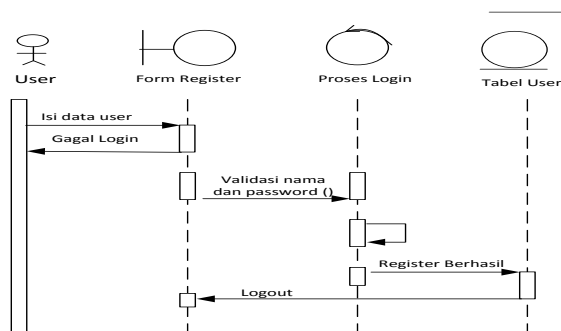 User
Form Register
Proses Login
Tabel User
Isi data user
Gagal Login
Validasi nama
dan password ()
Register Berhasil
Logout